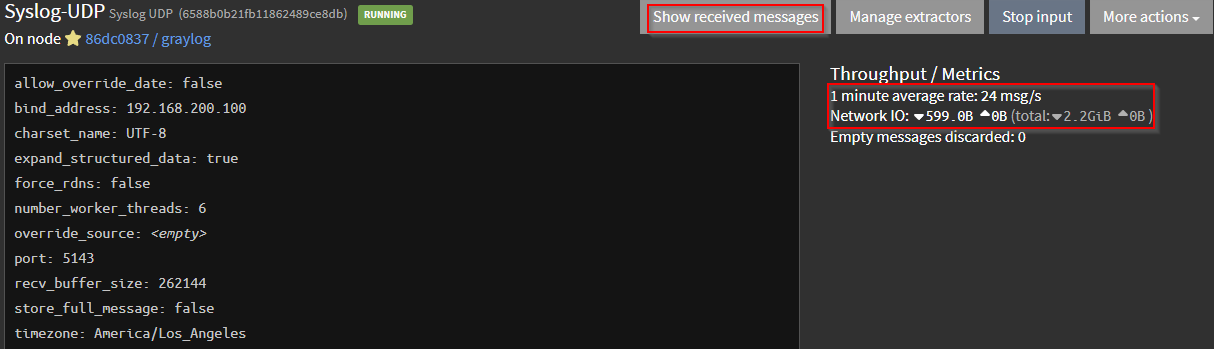 Syslog-UDP Syslog UDP (6588b0b21fb11862489ce8db) RUNNING
Show received messages Manage extractors Stop input More actions
On node 86dc0837 / graylog
allow_override_date: false
bind_address: 192.168.200.100
charset_name: UTF-8
expand_structured_data: true
force_rdns: false
number_worker_threads: 6
override_source: <empty>
port: 5143
recv_buffer_size: 262144
store_full_message: false
timezone: America/Los_Angeles
Throughput / Metrics
1 minute average rate: 24 msg/s
Network IO: 599.0B 0B (total: 2.2GiB 0B )
Empty messages discarded: 0